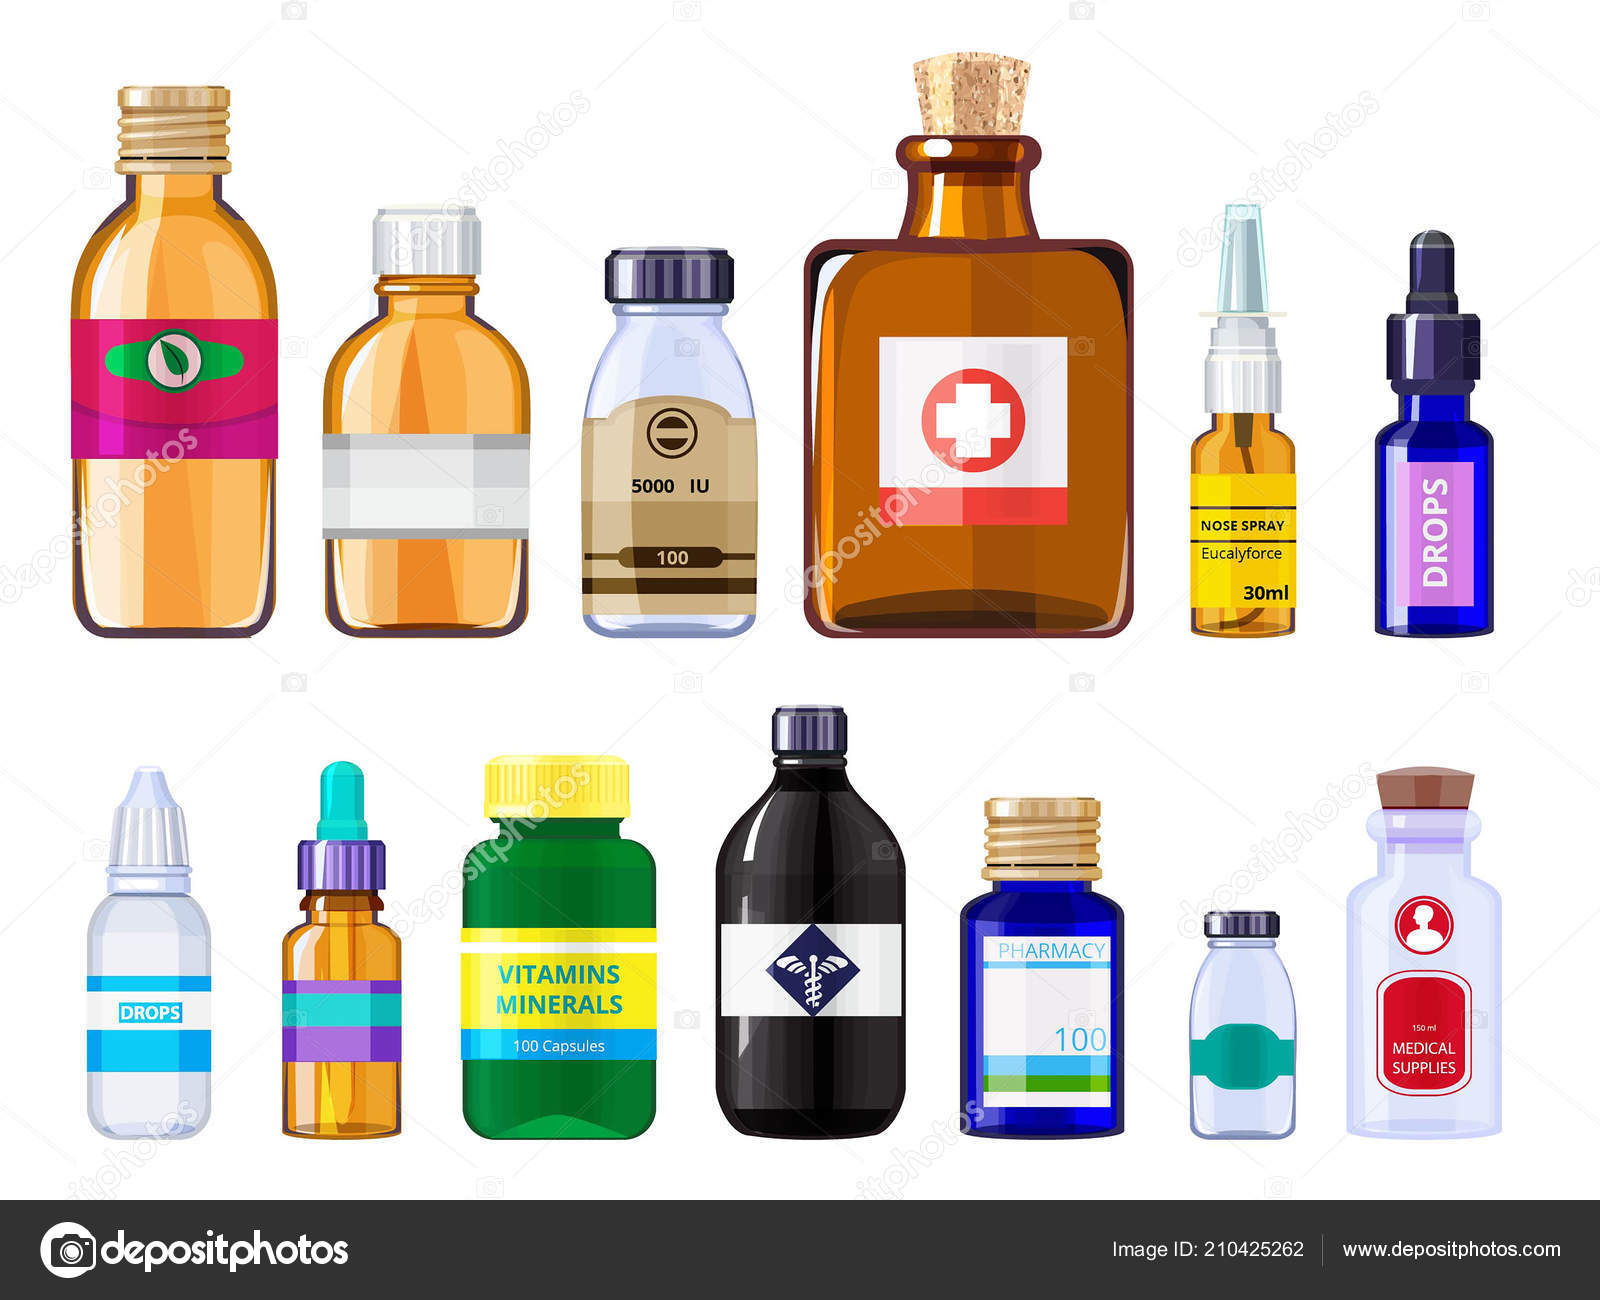 5000 IU
100
NOSE SPRAY
Eucalyforce
30ml
DROPS
DROPS
VITAMINS
MINERALS
100 Capsules
PHARMACY
100
150 ml
MEDICAL
SUPPLIES
depositphotos
Image ID: 210425262
www.depositphotos.com